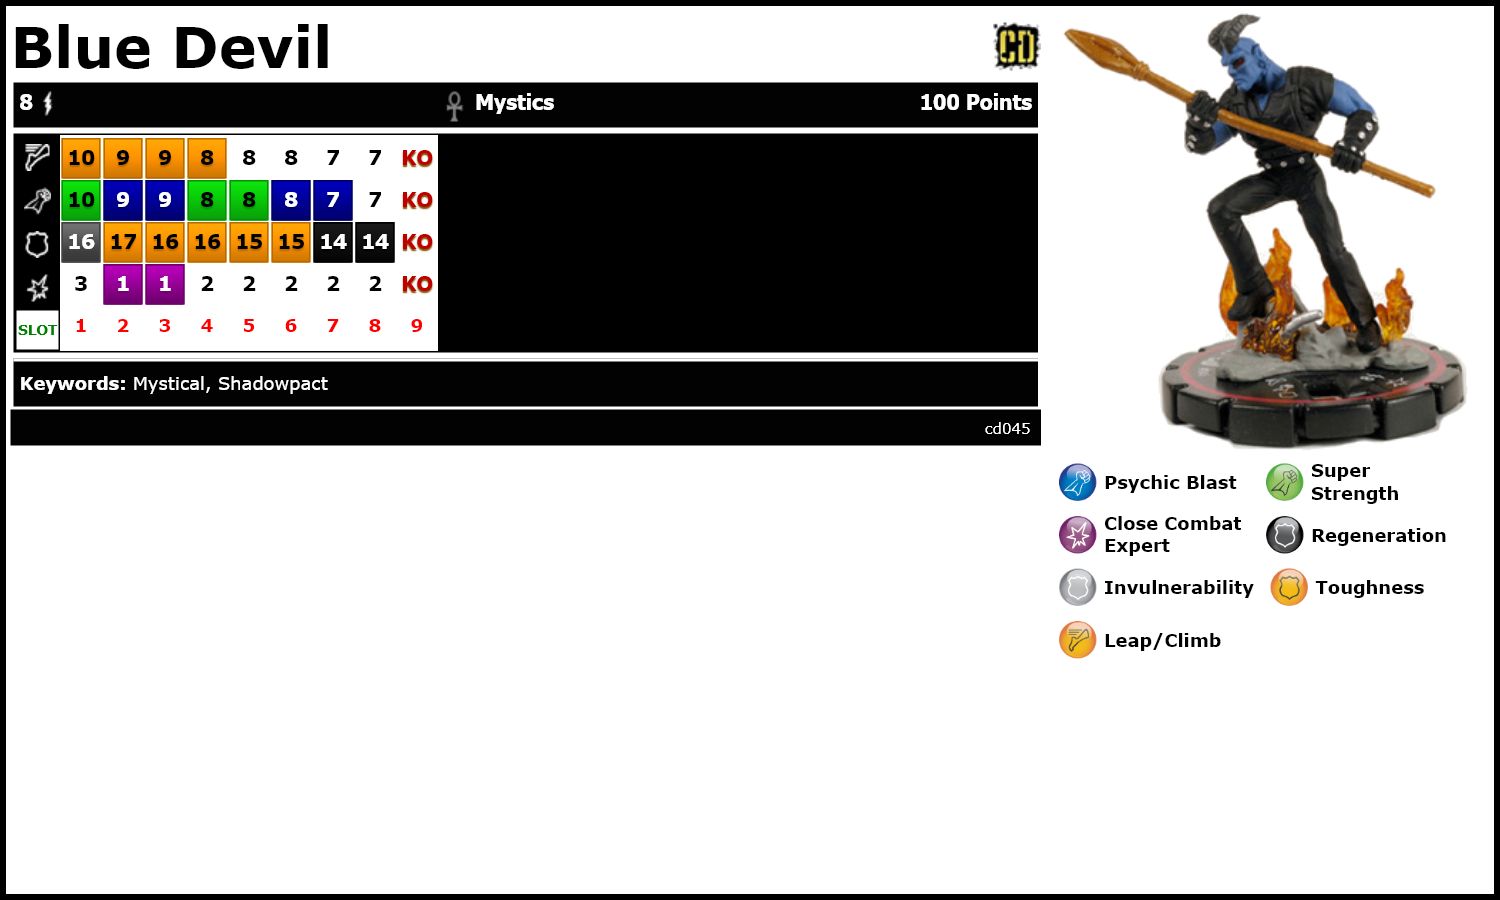 Blue Devil
CD
8 Mystics 100 Points
10 9 9 8 8 8 7 7 KO
10 9 9 8 8 8 7 7 KO
16 17 16 16 15 15 14 14 KO
3 1 1 2 2 2 2 2 KO
SLOT 1 2 3 4 5 6 7 8 9
Keywords: Mystical, Shadowpact
cd045
Psychic Blast
Super
Strength
Close Combat
Expert
Regeneration
Invulnerability
Toughness
Leap/Climb